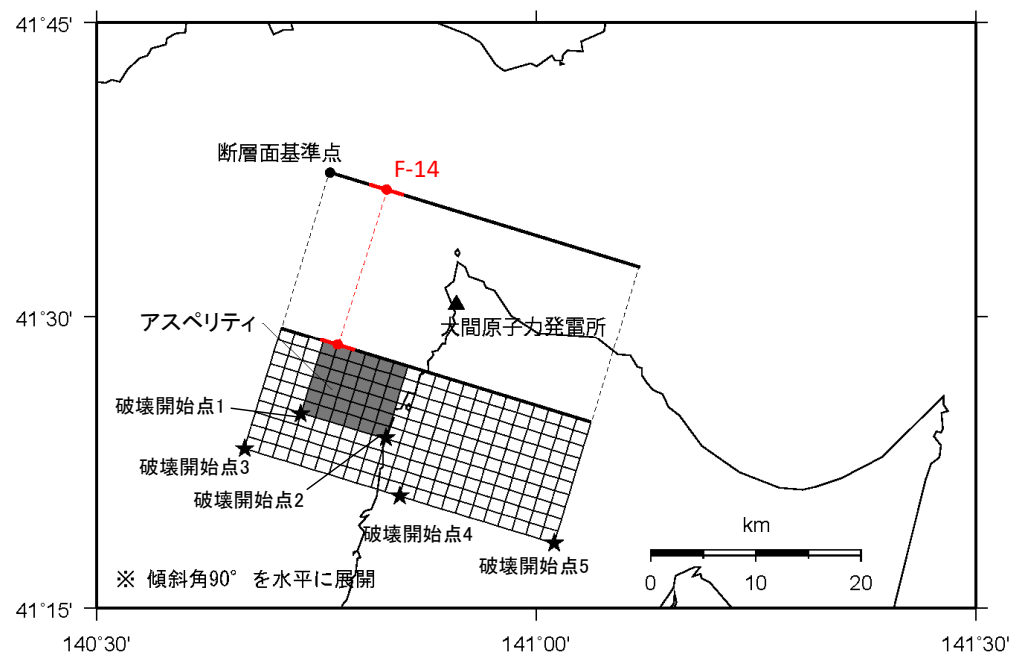 41°45'
断層面基準点
F-14
41°30'
アスペリティ
大間原子力発電所
破壊開始点1
破壊開始点3
破壊開始点2
破壊開始点4
破壊開始点5
km
0 10 20
※ 傾斜角90° を水平に展開
41°15'
140°30' 141°00' 141°30'